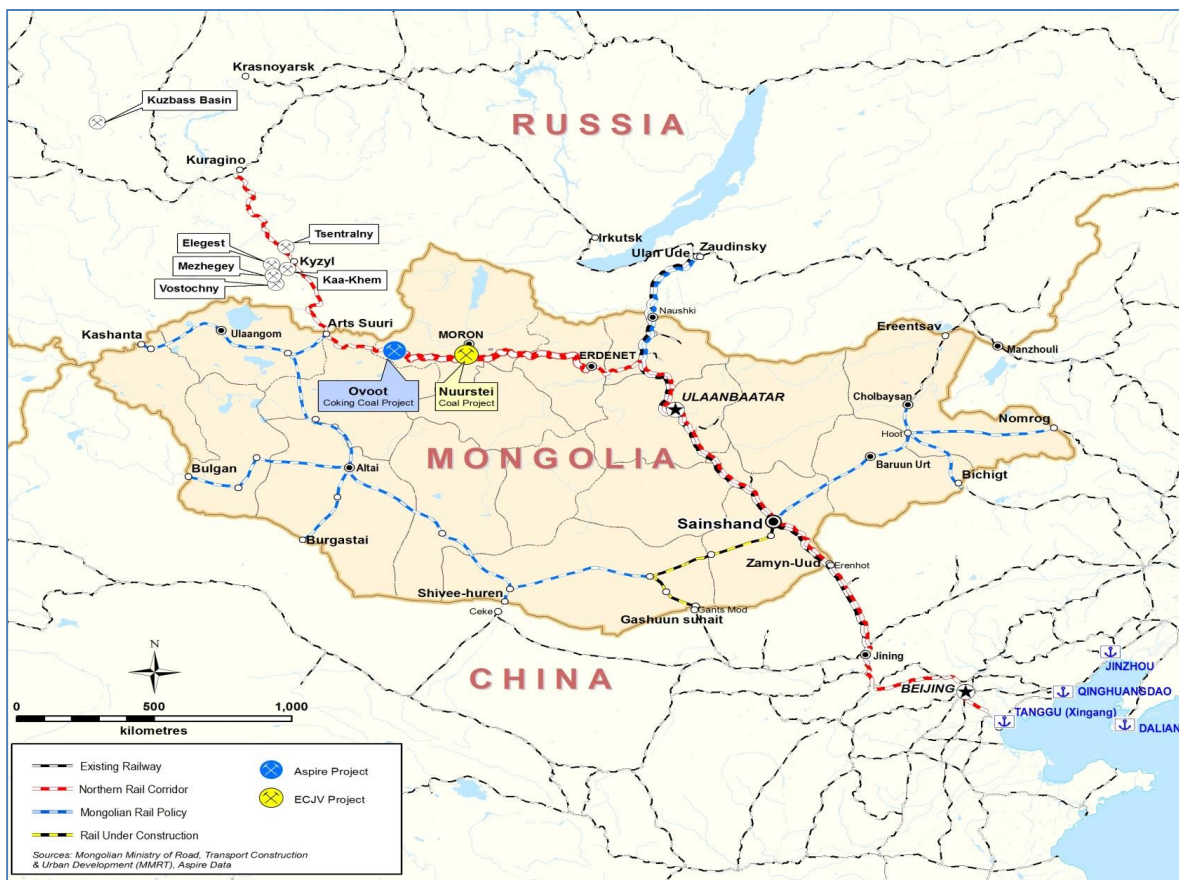 Krasnoyarsk
Kuzbass Basin
RUSSIA
Kuragino
Tsentralny
Elegest
Kyzyl
Mezhegey
Kaa-Khem
Vostochny
Irkutsk
Zaudinsky
Ulan Ude
Naushki
Kashanta
Ulaangom
Arts Suuri
MORON
ERDENET
Ereentsav
Manzhouli
Ovoot
Coking Coal Project
Nuurstei
Coal Project
ULAANBAATAR
Cholbaysan
Nomrog
Hoot
MONGOLIA
Baruun Urt
Bichigt
Bulgan
Altai
Burgastai
Sainshand
Zamyn-Uud
Erenhot
Shivee-huren
Ceke
Gants Mod
Gashuun suhait
CHINA
Jining
JINZHOU
BEIJING
QINGHUANGDAO
TANGGU (Xingang)
DALIAN
N
0 500 1,000
kilometres
Existing Railway
Northern Rail Corridor
Mongolian Rail Policy
Rail Under Construction
Aspire Project
ECJV Project
Sources: Mongolian Ministry of Road, Transport Construction
& Urban Development (MMRT), Aspire Data